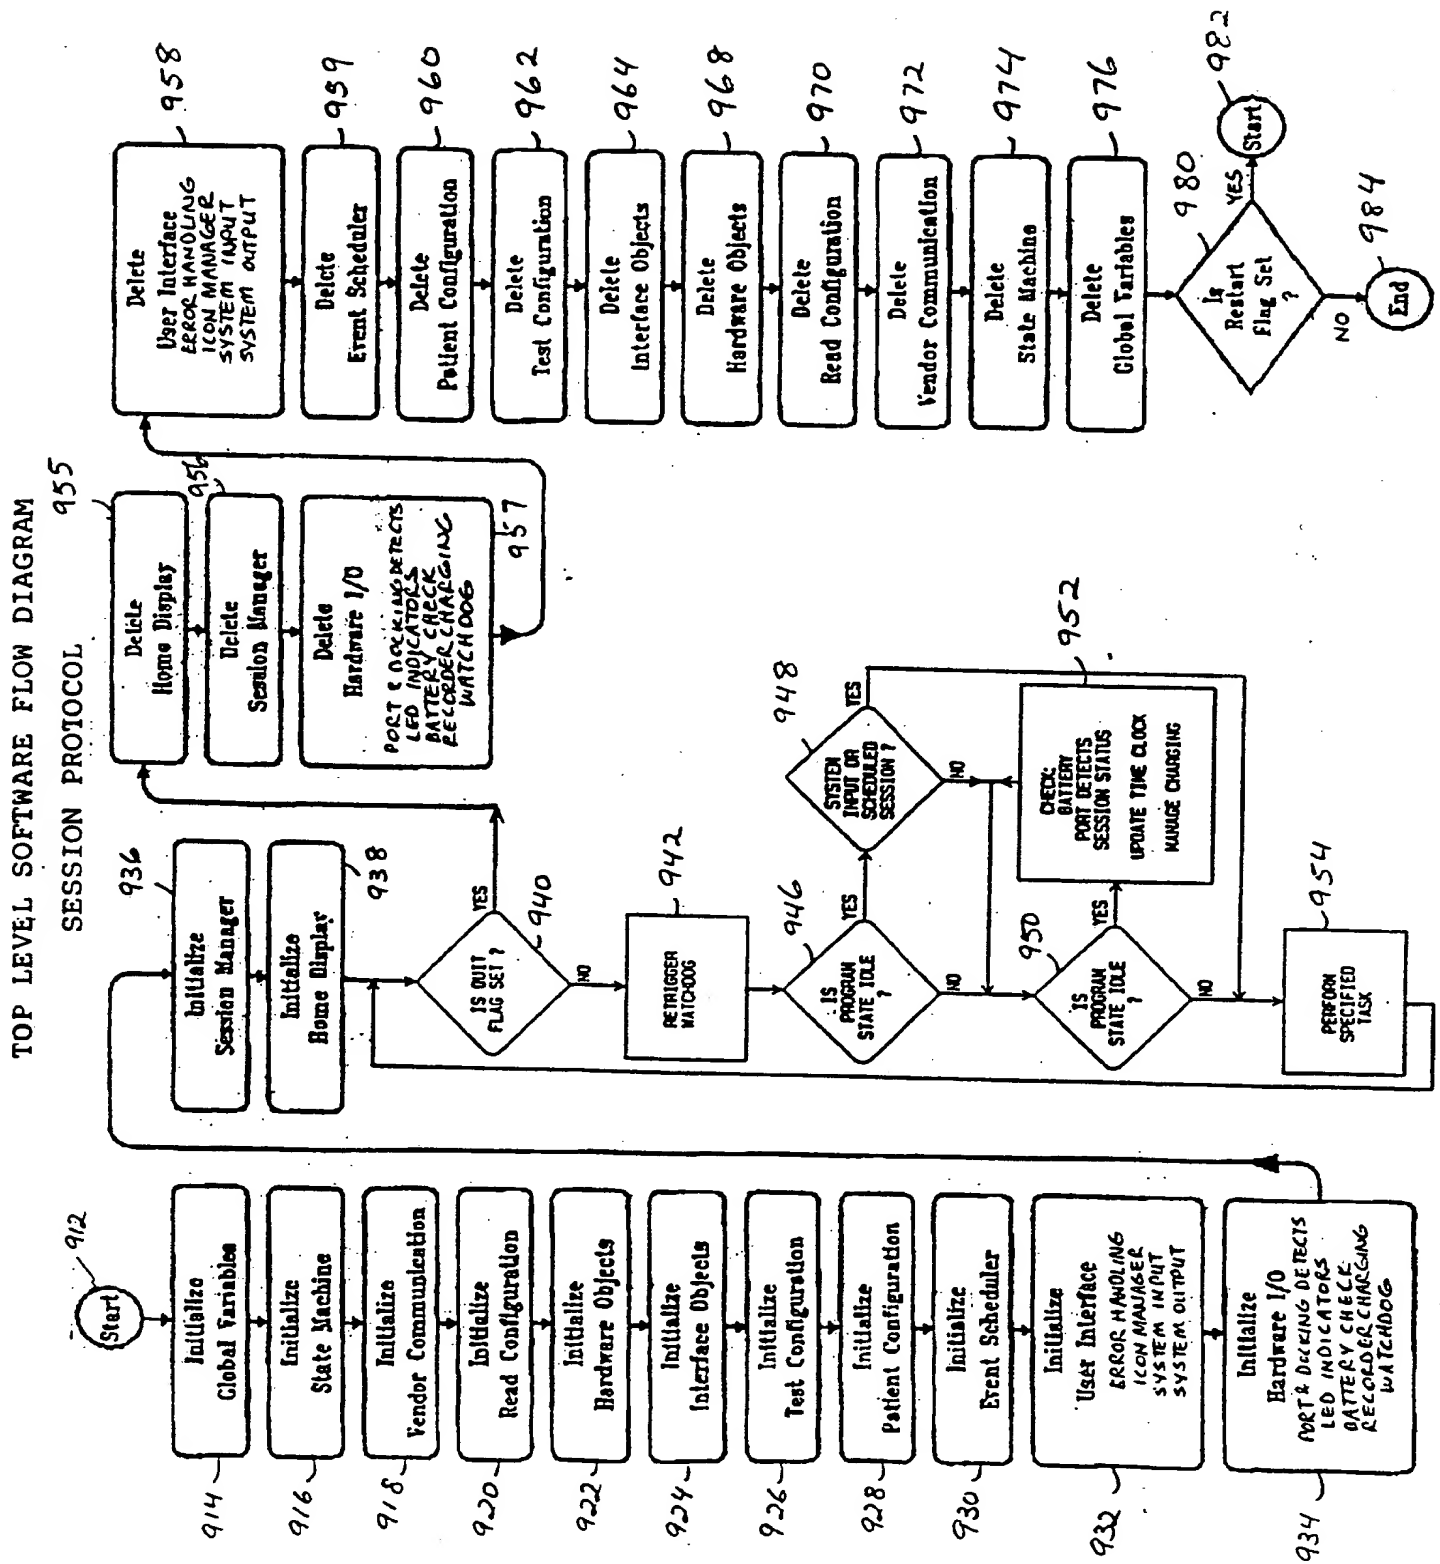 TOP LEVEL SOFTWARE FLOW DIAGRAM
SESSION PROTOCOL
Start
912
Initialize
Global Variables
914
Initialize
State Machine
916
Initialize
Vendor Communication
918
Initialize
Read Configuration
920
Initialize
Hardware Objects
922
Initialize
Interface Objects
924
Initialize
Test Configuration
926
Initialize
Patient Configuration
928
Initialize
Event Scheduler
930
Initialize
User Interface
ERROR HANDLING
ICON MANAGER
SYSTEM INPUT
SYSTEM OUTPUT
932
Initialize
Hardware I/O
PORT & DOCKING DETECTS
LED INDICATORS
BATTERY CHECK
RECORDER CHARGING
WATCHDOG
934
Initialize
Session Manager
936
Initialize
Home Display
938
IS QUIT
FLAG SET ?
940
YES
NO
RETRIGGER
WATCHDOG
942
IS
PROGRAM
STATE IDLE
?
946
YES
NO
SYSTEM
INPUT OR
SCHEDULED
SESSION ?
948
YES
NO
IS
PROGRAM
STATE IDLE
?
950
YES
NO
CHECK:
BATTERY
PORT DETECTS
SESSION STATUS
UPDATE TIME CLOCK
MANAGE CHARGING
952
PERFORM
SPECIFIED
TASK
954
Delete
Home Display
955
Delete
Session Manager
956
Delete
Hardware I/O
PORT & DOCKING DETECTS
LED INDICATORS
BATTERY CHECK
RECORDER CHARGING
WATCHDOG
957
Delete
User Interface
ERROR HANDLING
ICON MANAGER
SYSTEM INPUT
SYSTEM OUTPUT
958
Delete
Event Scheduler
959
Delete
Patient Configuration
960
Delete
Test Configuration
962
Delete
Interface Objects
964
Delete
Hardware Objects
968
Delete
Read Configuration
970
Delete
Vendor Communication
972
Delete
State Machine
974
Delete
Global Variables
976
Is
Restart
Flag Set
?
980
YES
Start
982
NO
End
984